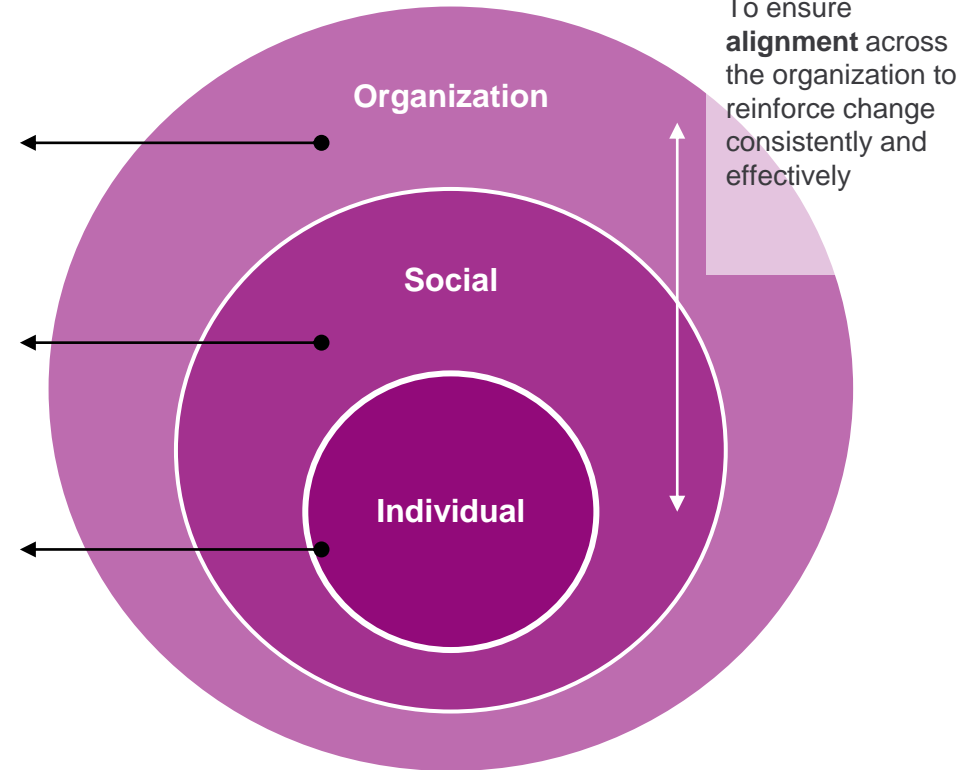 To ensure
alignment across
the organization to
reinforce change
consistently and
effectively
Organization
Social
Individual